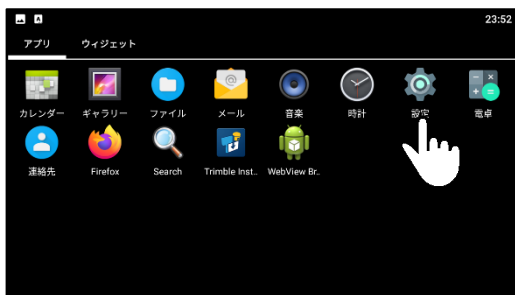 23:52
アプリ ウィジェット
カレンダー ギャラリー ファイル メール 音楽 時計 設定 電卓
連絡先 Firefox Search Trimble Inst.. WebView Br..